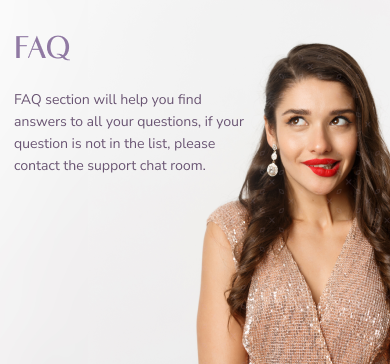 FAQ
FAQ section will help you find
answers to all your questions, if your
question is not in the list, please
contact the support chat room.